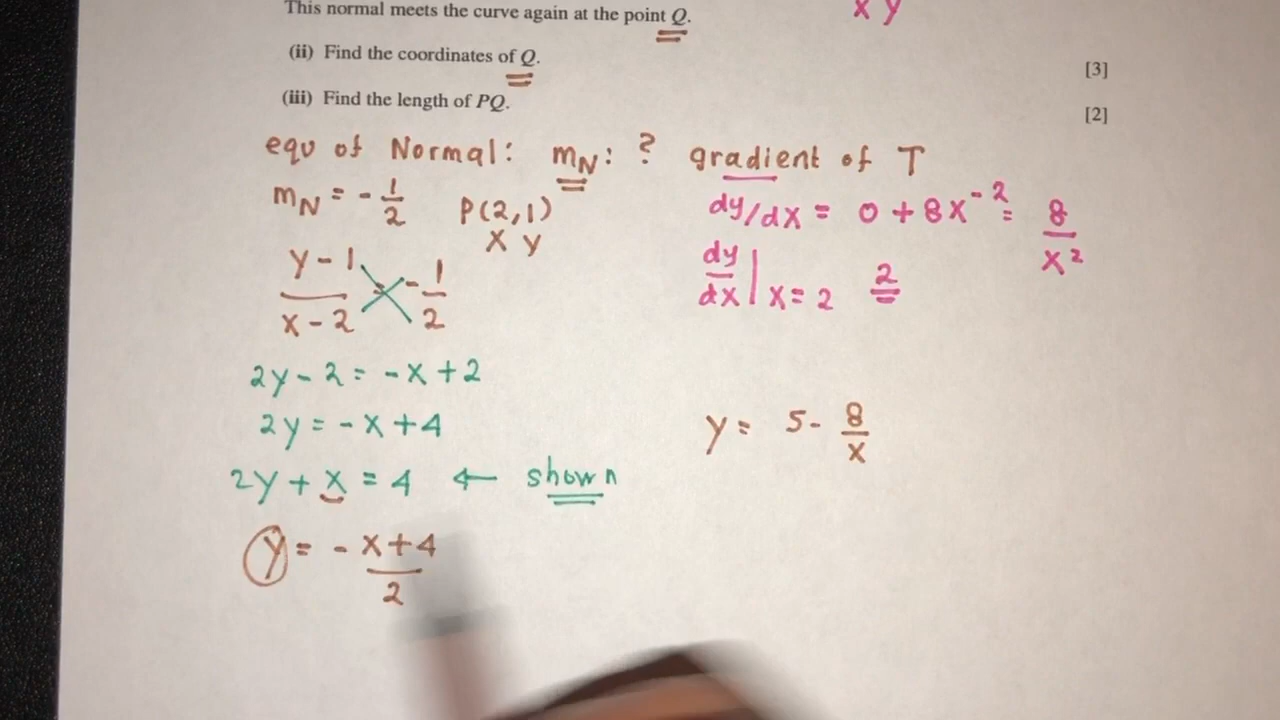 This normal meets the curve again at the point Q.
x y
(ii) Find the coordinates of Q.
[3]
(iii) Find the length of PQ.
[2]
equ of Normal: mN: ? gradient of T
mN = - 1/2 P(2,1)
X Y
dy/dx = 0 + 8x^-2 = 8/x^2
y-1/x-2 = -1/2
dy/dx | x=2 2
2y-2 = -x+2
2y = -x+4
y = 5 - 8/x
2y + x = 4 ← shown
y = - x+4/2